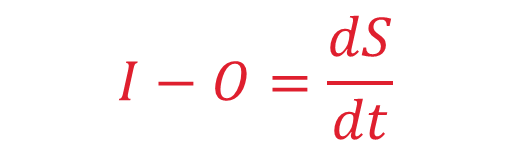 I − O = dS/dt